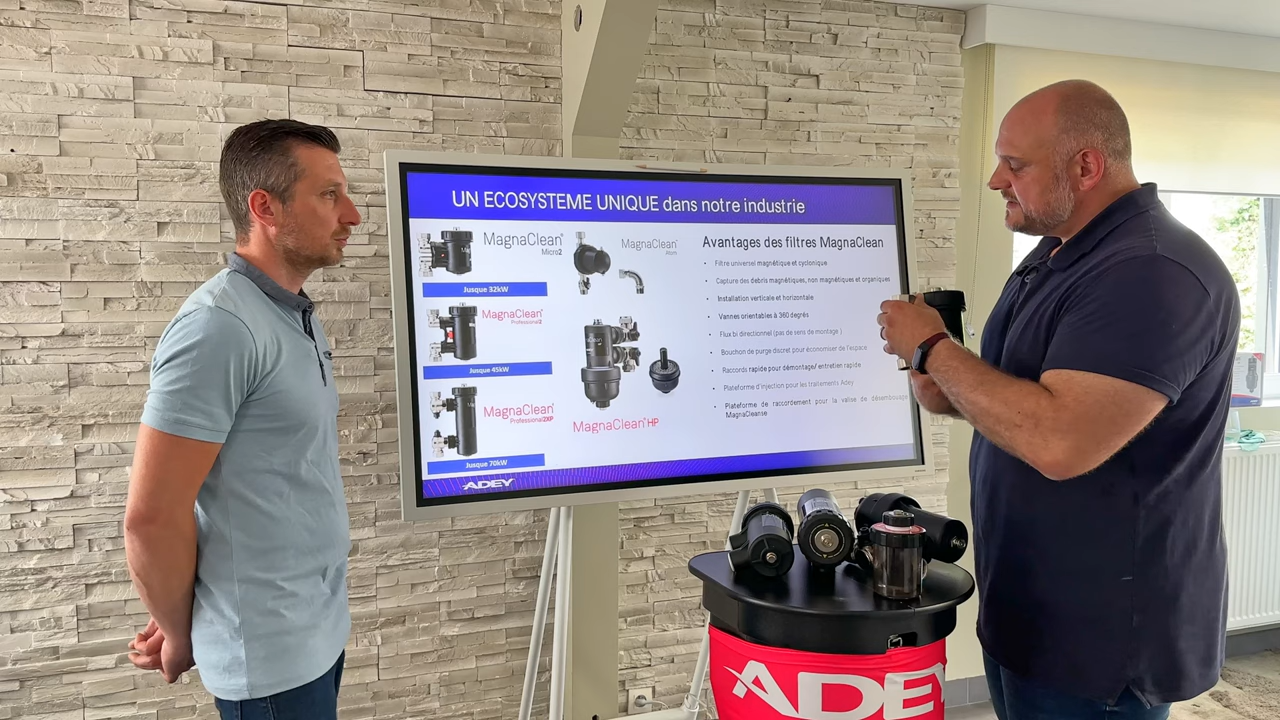 UN ECOSYSTEME UNIQUE dans notre industrie
MagnaClean®
Micro2
Jusque 32kW
MagnaClean®
Professional2
Jusque 45kW
MagnaClean®
Professional2XP
Jusque 70kW
MagnaClean®
Atom
MagnaClean® HP
Avantages des filtres MagnaClean
• Filtre universel magnétique et cyclonique
• Capture des debris magnétiques, non magnétiques et organiques
• Installation verticale et horizontale
• Vannes orientables à 360 degrés
• Flux bi directionnel (pas de sens de montage )
• Bouchon de purge discret pour économiser de l'espace
• Raccords rapide pour démontage/ entretien rapide
• Plateforme d'injection pour les traitements Adey
• Plateforme de raccordement pour la valise de désembouage
MagnaCleanse
ADEY
ADEY